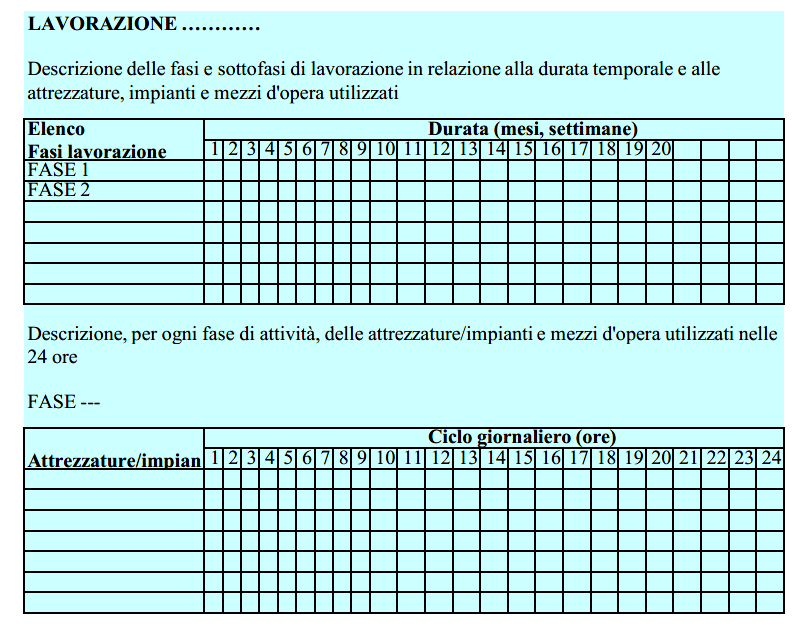 LAVORAZIONE …………
Descrizione delle fasi e sottofasi di lavorazione in relazione alla durata temporale e alle
attrezzature, impianti e mezzi d'opera utilizzati
Elenco
Durata (mesi, settimane)
Fasi lavorazione 1 2 3 4 5 6 7 8 9 10 11 12 13 14 15 16 17 18 19 20
FASE 1
FASE 2
Descrizione, per ogni fase di attività, delle attrezzature/impianti e mezzi d'opera utilizzati nelle
24 ore
FASE ---
Ciclo giornaliero (ore)
Attrezzature/impian 1 2 3 4 5 6 7 8 9 10 11 12 13 14 15 16 17 18 19 20 21 22 23 24